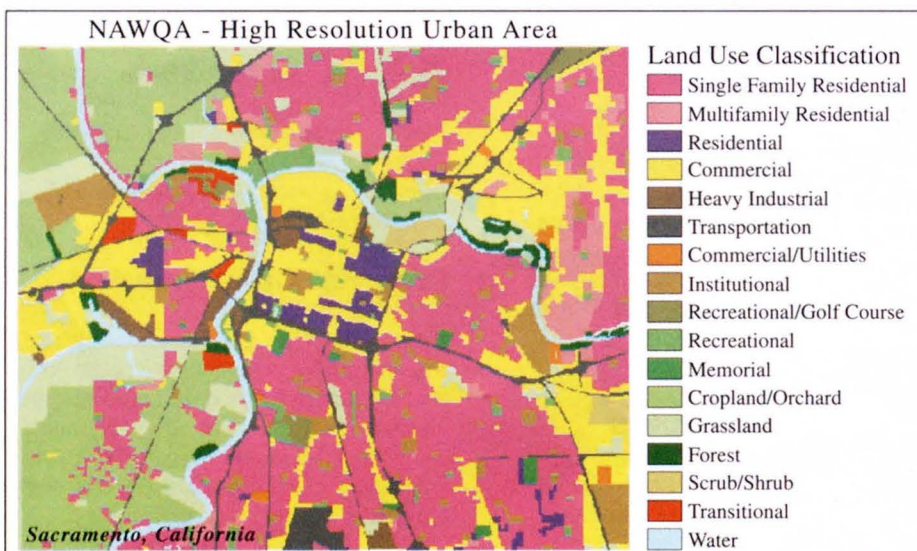 NAWQA - High Resolution Urban Area
Land Use Classification
Single Family Residential
Multifamily Residential
Residential
Commercial
Heavy Industrial
Transportation
Commercial/Utilities
Institutional
Recreational/Golf Course
Recreational
Memorial
Cropland/Orchard
Grassland
Forest
Scrub/Shrub
Transitional
Water
Sacramento, California